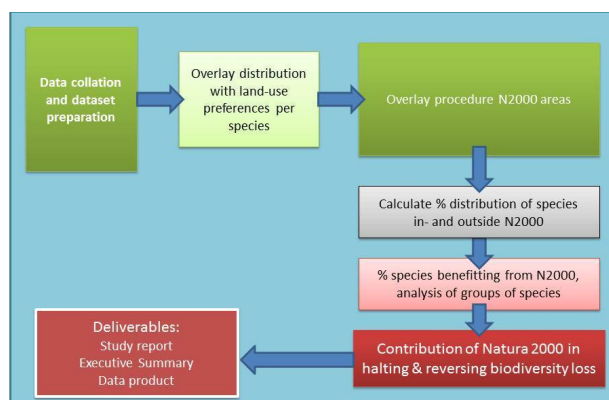 Data collation
and dataset
preparation
Overlay distribution
with land-use
preferences per
species
Overlay procedure N2000 areas
Calculate % distribution of species
in- and outside N2000
% species benefitting from N2000,
analysis of groups of species
Contribution of Natura 2000 in
halting & reversing biodiversity loss
Deliverables:
Study report
Executive Summary
Data product